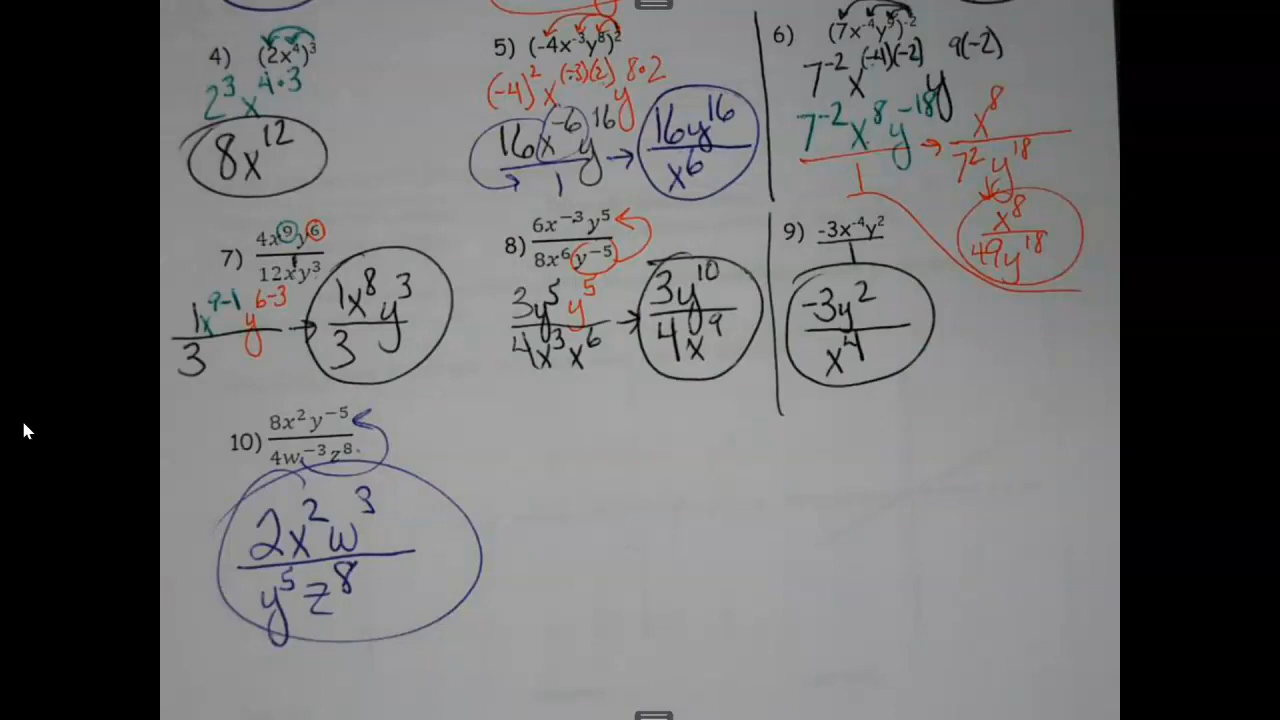 4) (2x⁴)³
2³x⁴·³
8x¹²
5) (-4x⁻³y⁸)²
(-4)² x⁽⁻³⁾⁽²⁾ y⁸·²
16x⁻⁶y¹⁶ / 1 → 16y¹⁶ / x⁶
6) (7x⁻⁴y⁹)⁻²
7⁻² x⁽⁻⁴⁾⁽⁻²⁾ y⁹⁽⁻²⁾
7⁻²x⁸y⁻¹⁸ / 1 → x⁸ / 7²y¹⁸
x⁸ / 49y¹⁸
7) 4x⁹y⁶ / 12xy³
1x⁹⁻¹y⁶⁻³ / 3 → 1x⁸y³ / 3
8) 6x⁻³y⁵ / 8x⁶y⁻⁵
3y⁵y⁵ / 4x³x⁶ → 3y¹⁰ / 4x⁹
9) -3x⁻⁴y² / 1
-3y² / x⁴
10) 8x²y⁻⁵ / 4w⁻³z⁸
2x²w³ / y⁵z⁸